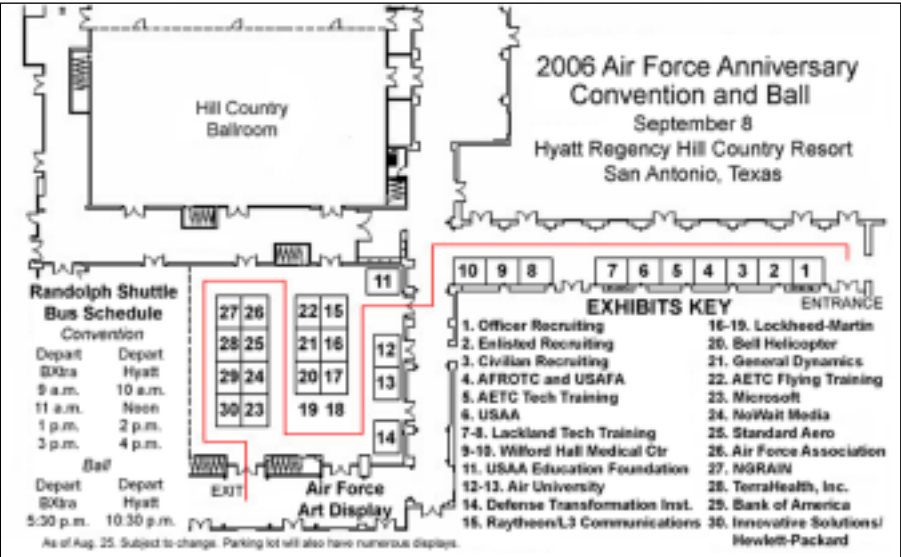 2006 Air Force Anniversary
Convention and Ball
September 8
Hyatt Regency Hill Country Resort
San Antonio, Texas
Hill Country
Ballroom
10 9 8 7 6 5 4 3 2 1
11
ENTRANCE
Randolph Shuttle
Bus Schedule
Convention
Depart Depart
BXtra Hyatt
9 a.m. 10 a.m.
11 a.m. Noon
1 p.m. 2 p.m.
3 p.m. 4 p.m.
Ball
Depart Depart
BXtra Hyatt
5:30 p.m. 10:30 p.m.
27 26 22 15
28 25 21 16
29 24 20 17
30 23 19 18
12
13
14
EXIT
Air Force
Art Display
EXHIBITS KEY
1. Officer Recruiting
2. Enlisted Recruiting
3. Civilian Recruiting
4. AFROTC and USAFA
5. AETC Tech Training
6. USAA
7-8. Lackland Tech Training
9-10. Wilford Hall Medical Ctr
11. USAA Education Foundation
12-13. Air University
14. Defense Transformation Inst.
15. Raytheon/L3 Communications
16-19. Lockheed-Martin
20. Bell Helicopter
21. General Dynamics
22. AETC Flying Training
23. Microsoft
24. NoWait Media
25. Standard Aero
26. Air Force Association
27. NGRAIN
28. TerraHealth, Inc.
29. Bank of America
30. Innovative Solutions/
Hewlett-Packard
As of Aug. 25. Subject to change. Parking lot will also have numerous displays.